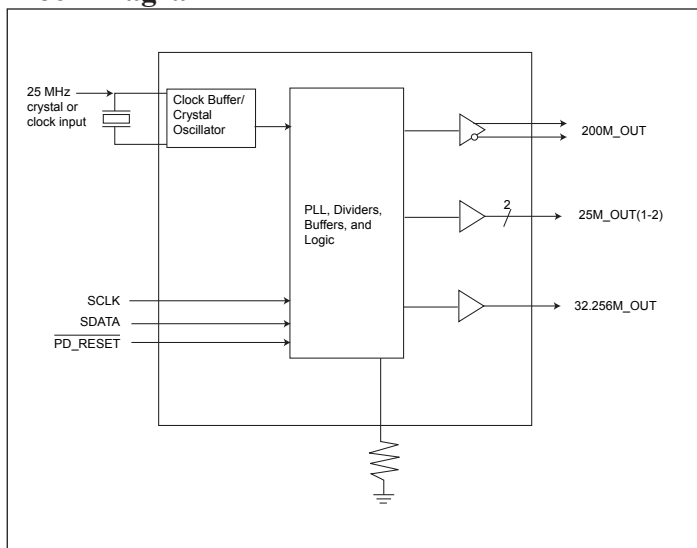 25 MHz
crystal or
clock input
Clock Buffer/
Crystal
Oscillator
PLL, Dividers,
Buffers, and
Logic
SCLK
SDATA
PD_RESET
200M_OUT
2
25M_OUT(1-2)
32.256M_OUT